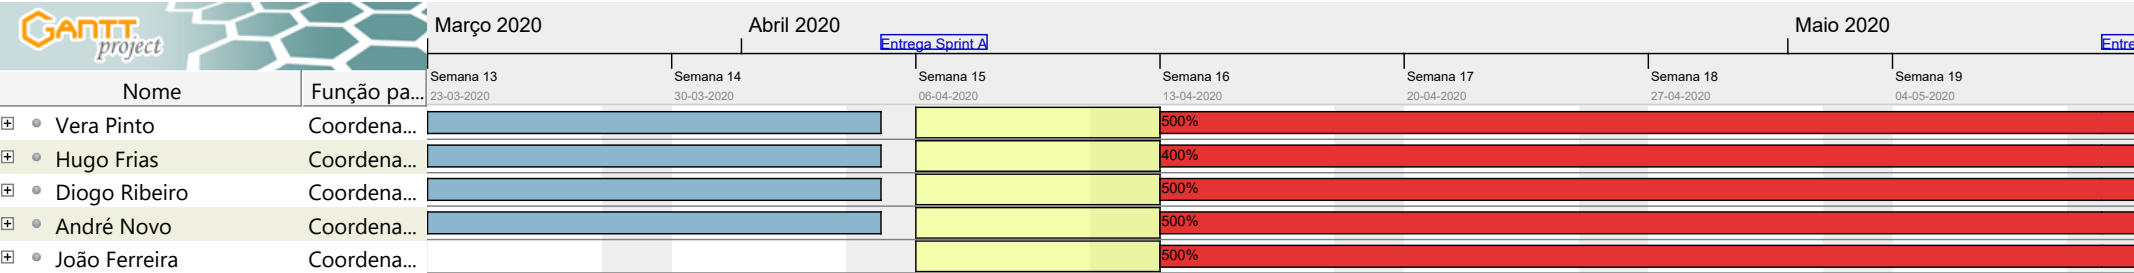 GANTT
project
Março 2020 Abril 2020 Maio 2020
Entrega Sprint A Entre
Semana 13 Semana 14 Semana 15 Semana 16 Semana 17 Semana 18 Semana 19
Nome Função pa... 23-03-2020 30-03-2020 06-04-2020 13-04-2020 20-04-2020 27-04-2020 04-05-2020
Vera Pinto Coordena... 500%
Hugo Frias Coordena... 400%
Diogo Ribeiro Coordena... 500%
André Novo Coordena... 500%
João Ferreira Coordena... 500%